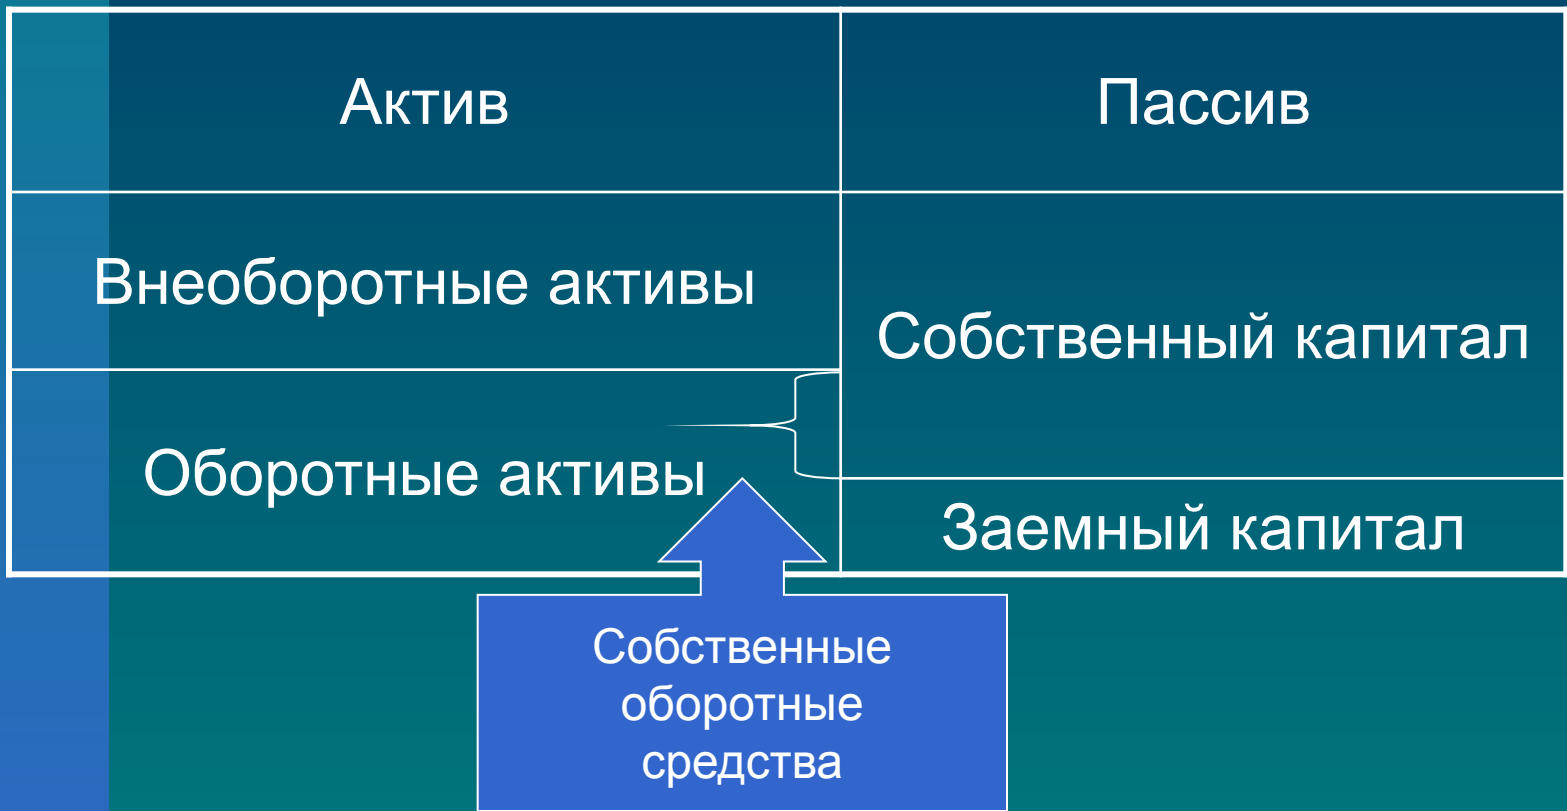 Актив
Пассив
Внеоборотные активы
Собственный капитал
Оборотные активы
Заемный капитал
Собственные
оборотные
средства